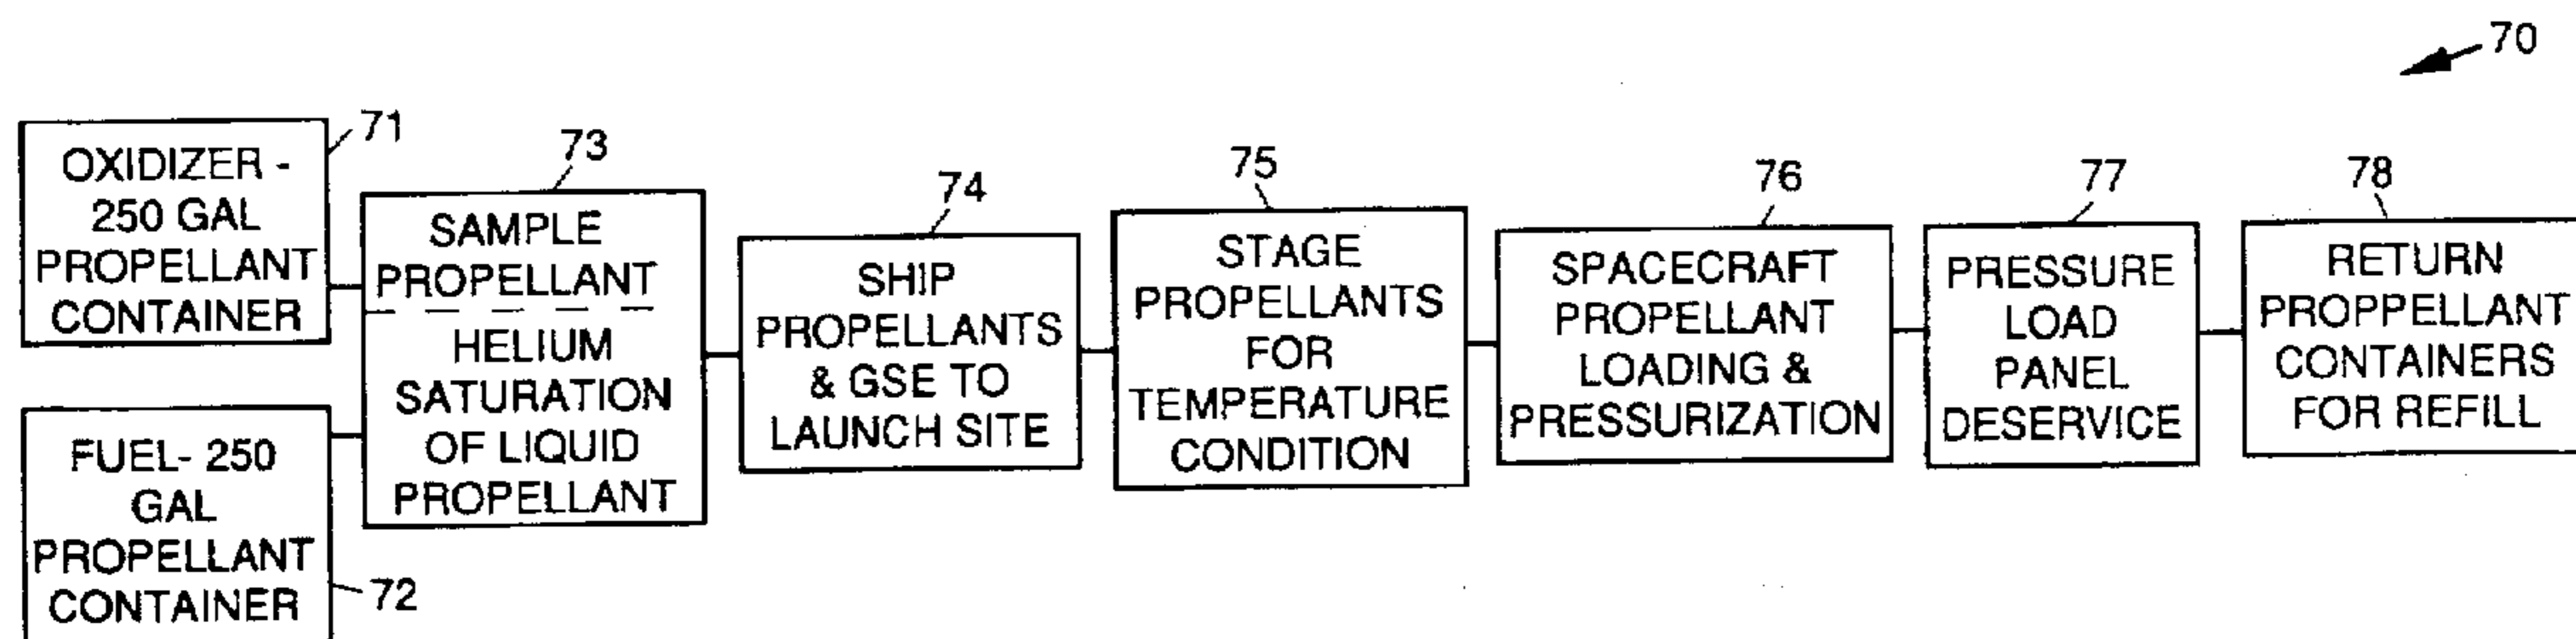 70
71
OXIDIZER -
250 GAL
PROPELLANT
CONTAINER
72
FUEL- 250
GAL
PROPELLANT
CONTAINER
73
SAMPLE
PROPELLANT
HELIUM
SATURATION
OF LIQUID
PROPELLANT
74
SHIP
PROPELLANTS
& GSE TO
LAUNCH SITE
75
STAGE
PROPELLANTS
FOR
TEMPERATURE
CONDITION
76
SPACECRAFT
PROPELLANT
LOADING &
PRESSURIZATION
77
PRESSURE
LOAD
PANEL
DESERVICE
78
RETURN
PROPPELLANT
CONTAINERS
FOR REFILL